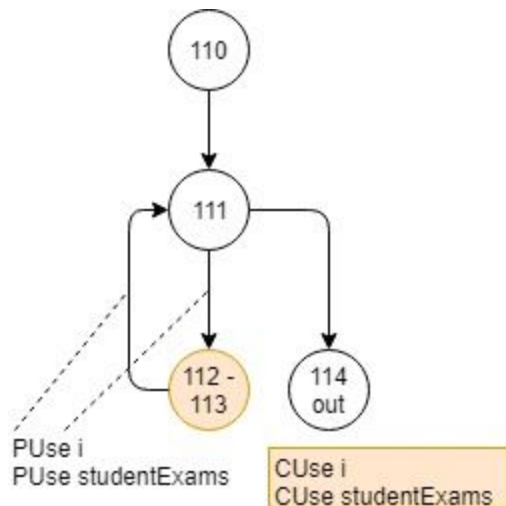 110
111
112 -
113
114
out
PUse i
PUse studentExams
CUse i
CUse studentExams